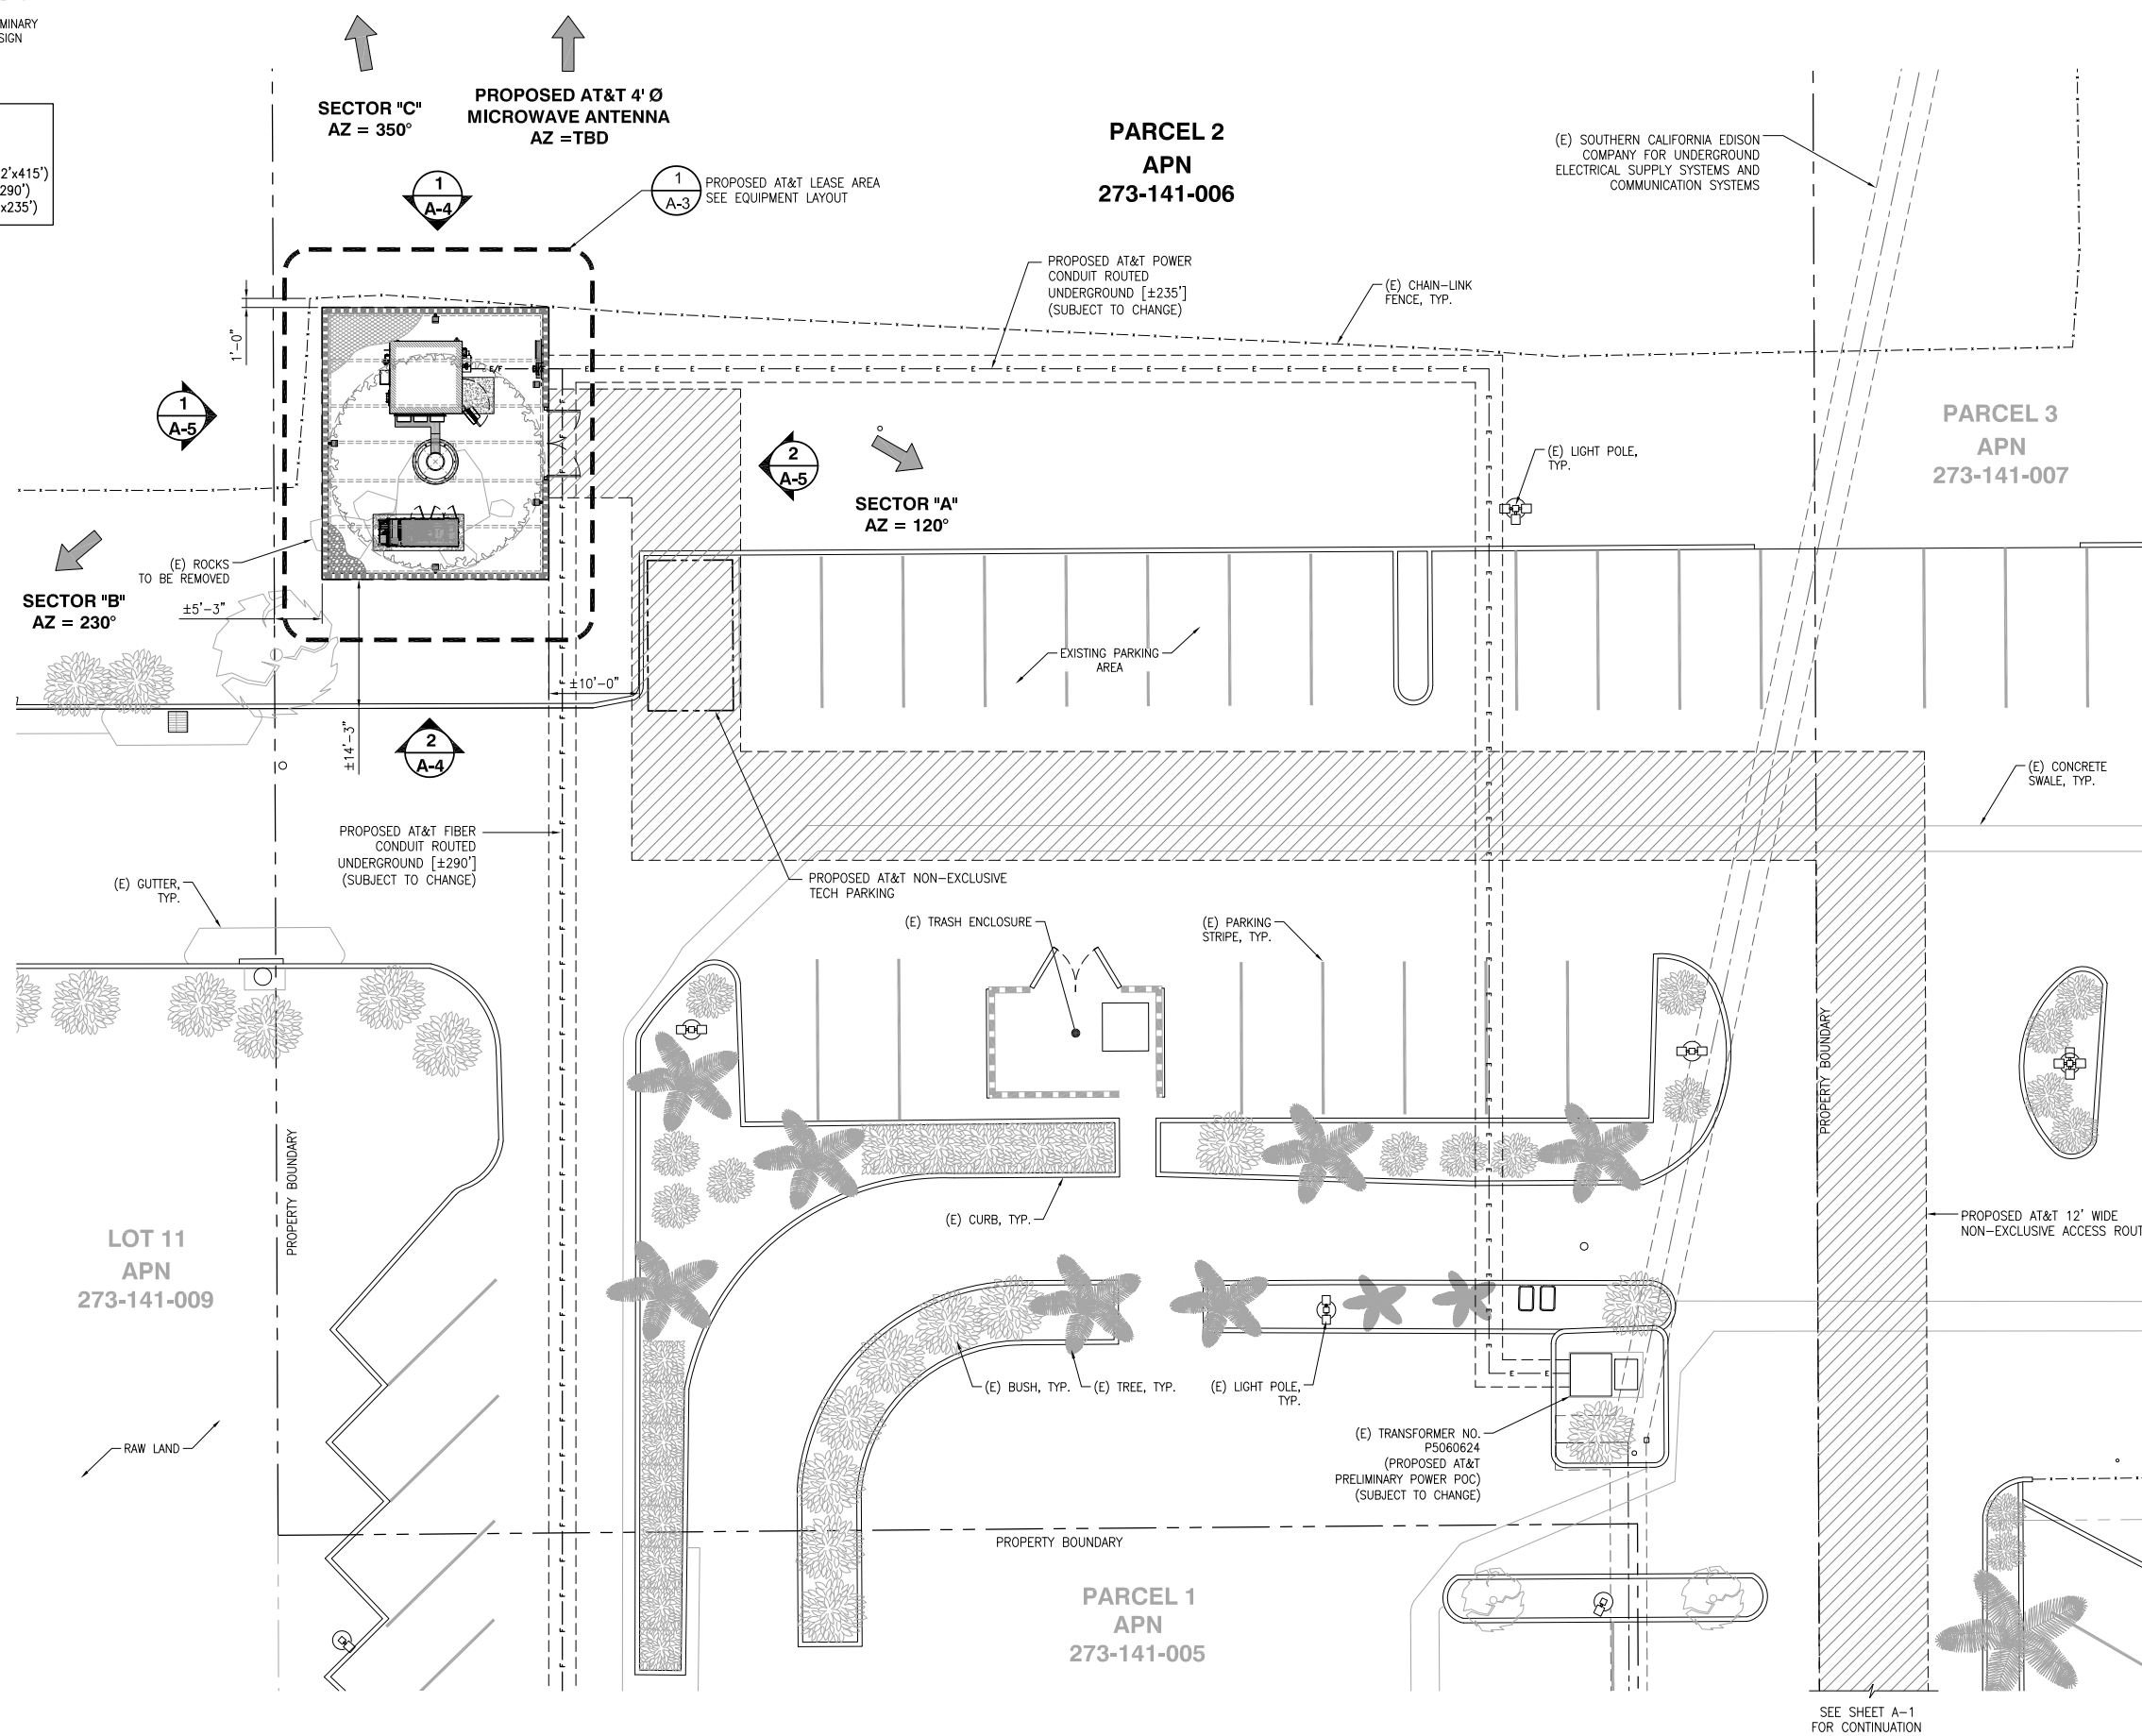 SECTOR "C"
AZ = 350°
PROPOSED AT&T 4' Ø
MICROWAVE ANTENNA
AZ =TBD
PARCEL 2
APN
273-141-006
(E) SOUTHERN CALIFORNIA EDISON
COMPANY FOR UNDERGROUND
ELECTRICAL SUPPLY SYSTEMS AND
COMMUNICATION SYSTEMS
2'x415')
290')
x235')
1
A-4
1
A-3
PROPOSED AT&T LEASE AREA
SEE EQUIPMENT LAYOUT
PROPOSED AT&T POWER
CONDUIT ROUTED
UNDERGROUND [±235']
(SUBJECT TO CHANGE)
(E) CHAIN-LINK
FENCE, TYP.
1'-0"
1
A-5
2
A-5
SECTOR "A"
AZ = 120°
(E) LIGHT POLE,
TYP.
PARCEL 3
APN
273-141-007
(E) ROCKS
TO BE REMOVED
SECTOR "B"
AZ = 230°
±5'-3"
±10'-0"
±14'-3"
EXISTING PARKING
AREA
2
A-4
(E) CONCRETE
SWALE, TYP.
PROPOSED AT&T FIBER
CONDUIT ROUTED
UNDERGROUND [±290']
(SUBJECT TO CHANGE)
PROPOSED AT&T NON-EXCLUSIVE
TECH PARKING
(E) GUTTER,
TYP.
(E) TRASH ENCLOSURE
(E) PARKING
STRIPE, TYP.
PROPERTY BOUNDARY
PROPERTY BOUNDARY
(E) CURB, TYP.
PROPOSED AT&T 12' WIDE
NON-EXCLUSIVE ACCESS ROUT
LOT 11
APN
273-141-009
(E) BUSH, TYP.
(E) TREE, TYP.
(E) LIGHT POLE,
TYP.
RAW LAND
(E) TRANSFORMER NO.
P5060624
(PROPOSED AT&T
PRELIMINARY POWER POC)
(SUBJECT TO CHANGE)
PROPERTY BOUNDARY
PARCEL 1
APN
273-141-005
SEE SHEET A-1
FOR CONTINUATION